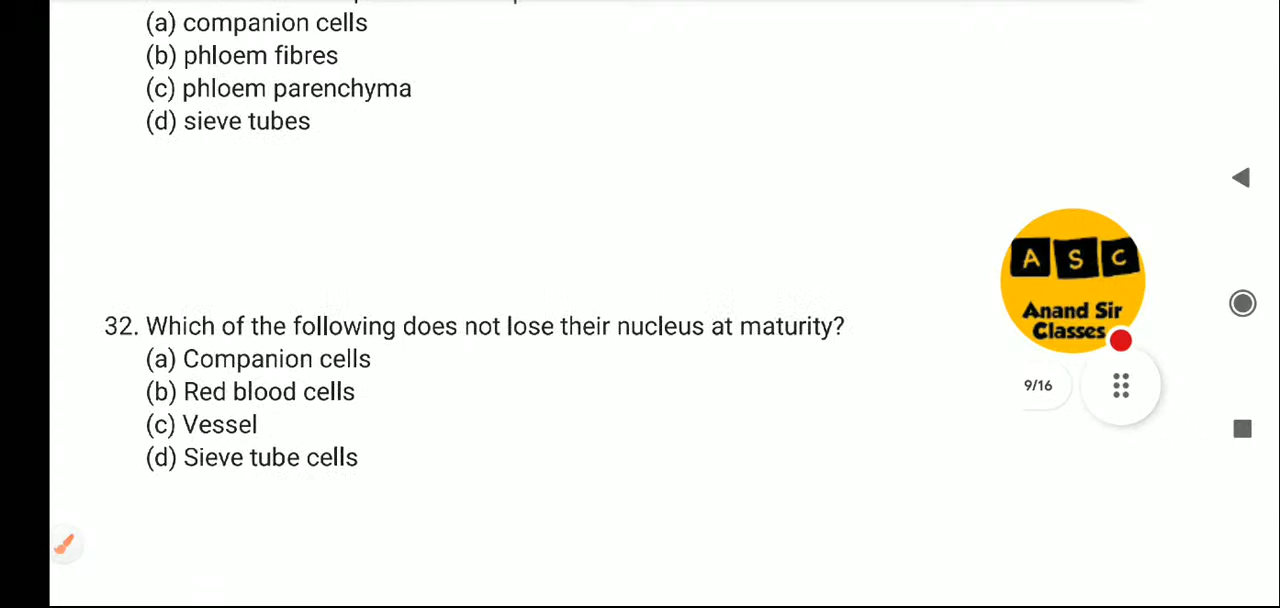 (a) companion cells
(b) phloem fibres
(c) phloem parenchyma
(d) sieve tubes
32. Which of the following does not lose their nucleus at maturity?
(a) Companion cells
(b) Red blood cells
(c) Vessel
(d) Sieve tube cells
A S C
Anand Sir
Classes
9/16